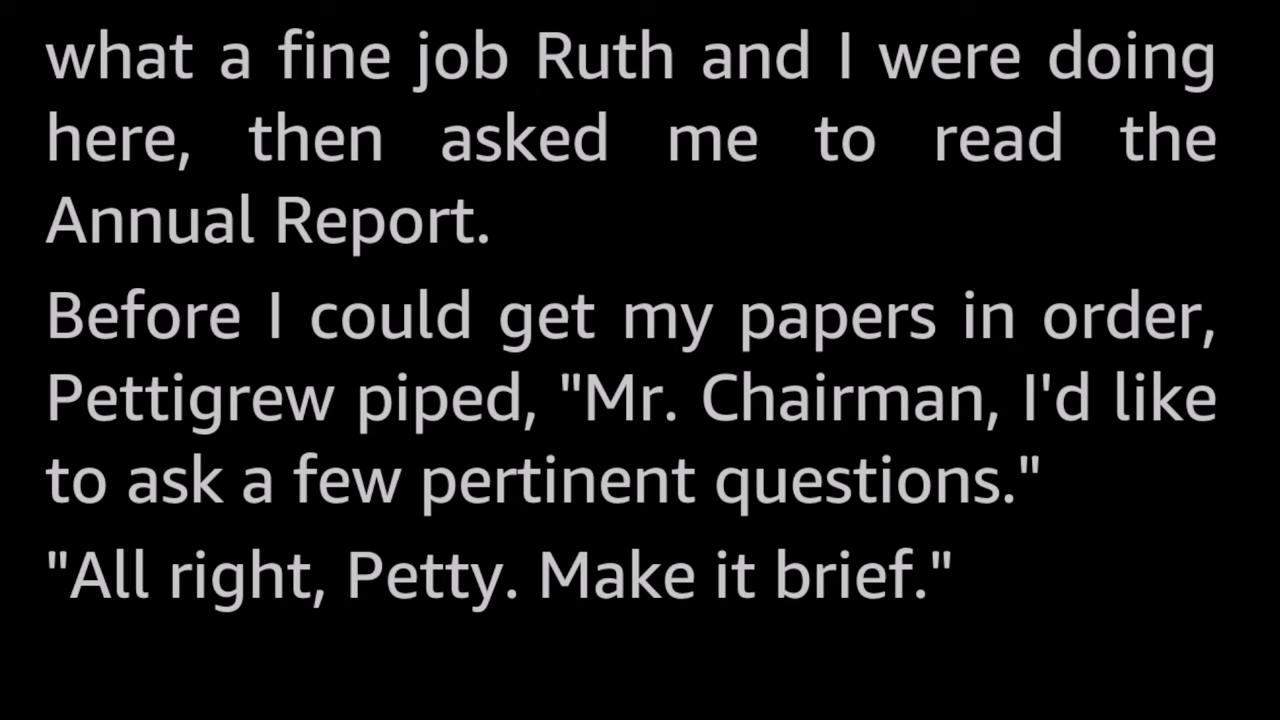 what a fine job Ruth and I were doing
here, then asked me to read the
Annual Report.
Before I could get my papers in order,
Pettigrew piped, "Mr. Chairman, I'd like
to ask a few pertinent questions."
"All right, Petty. Make it brief."